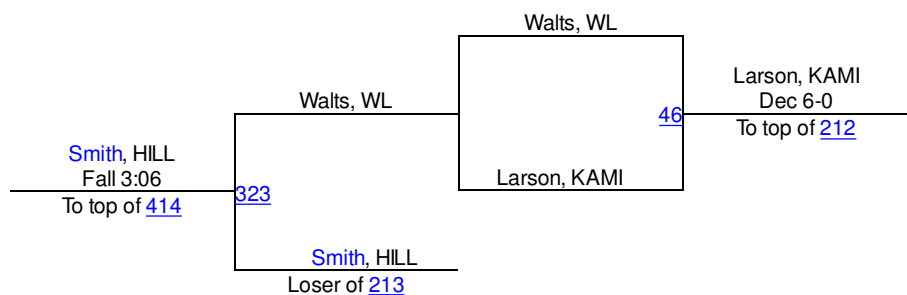 Walts, WL
Larson, KAMI
Dec 6-0
Walts, WL
46
To top of 212
Smith, HILL
Fall 3:06
Larson, KAMI
323
To top of 414
Smith, HILL
Loser of 213